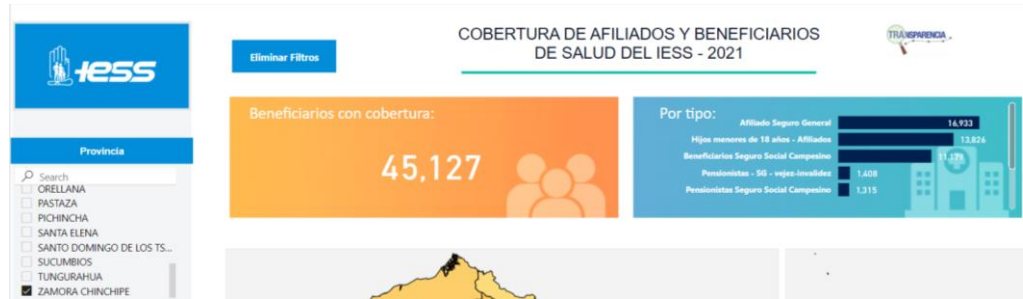 iess
Eliminar Filtros
COBERTURA DE AFILIADOS Y BENEFICIARIOS
DE SALUD DEL IESS - 2021
TRANSPARENCIA
Provincia
Search
ORELLANA
PASTAZA
PICHINCHA
SANTA ELENA
SANTO DOMINGO DE LOS TS...
SUCUMBIOS
TUNGURAHUA
ZAMORA CHINCHIPE
Beneficiarios con cobertura:
45,127
Por tipo:
Afiliado Seguro General 16,933
Hijos menores de 18 años - Afiliados 13,826
Beneficiarios Seguro Social Campesino
Pensionistas - SG - vejez-invalidez 1,408
Pensionistas Seguro Social Campesino 1,315